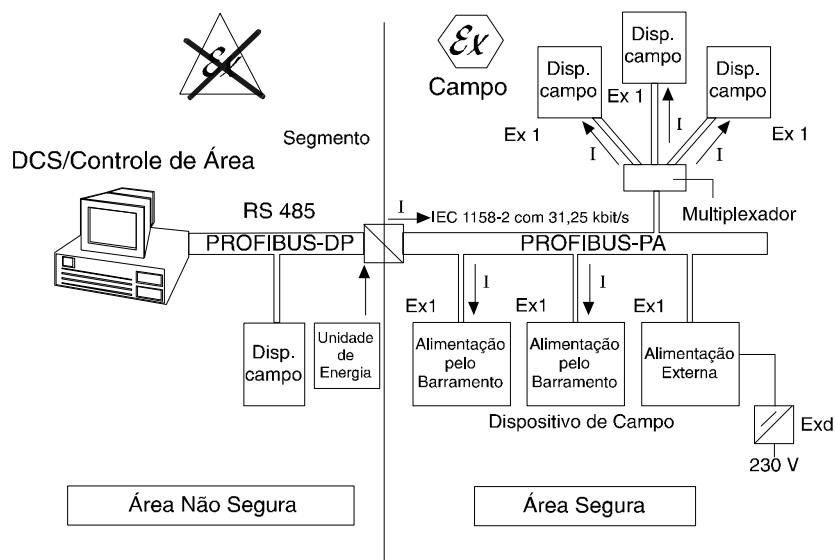 Ex
Ex
Campo
Disp.
campo
Disp.
campo
Disp.
campo
Ex 1
Ex 1
Ex 1
I
I
I
Segmento
DCS/Controle de Área
RS 485
PROFIBUS-DP
I
IEC 1158-2 com 31,25 kbit/s
Multiplexador
PROFIBUS-PA
I
I
Ex1
Ex1
Ex1
Disp.
campo
Unidade
de
Energia
Alimentação
pelo
Barramento
Alimentação
pelo
Barramento
Alimentação
Externa
Dispositivo de Campo
Exd
230 V
Área Não Segura
Área Segura